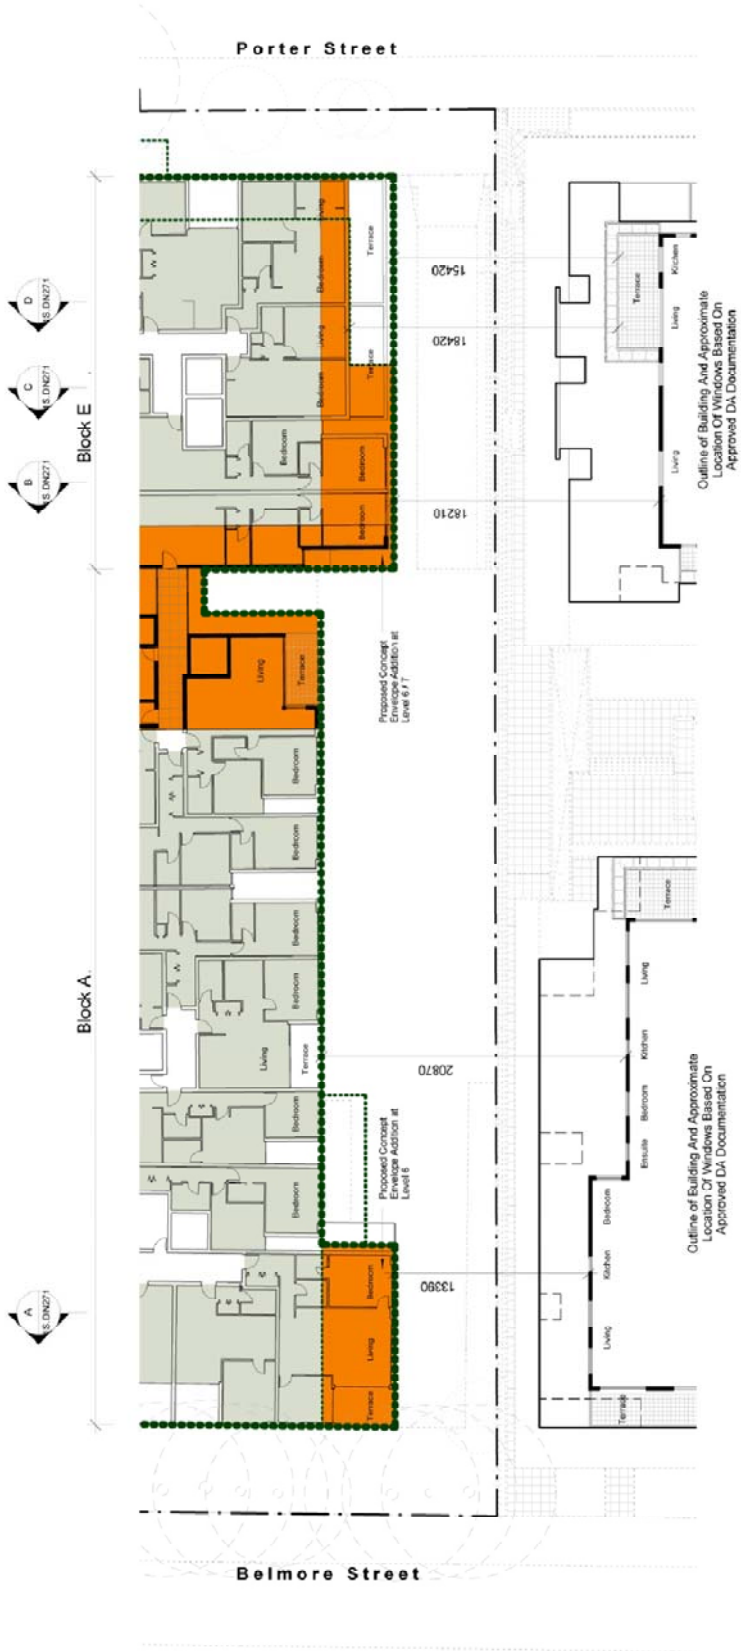 Porter Street
D
S.DN271
C
S.DN271
B
S.DN271
Block E
Living
Bedroom
Living
Bedroom
Terrace
Terrace
Bedroom
Bedroom
Bedroom
15420
18420
18210
Terrace
Kitchen
Living
Living
Outline of Building And Approximate
Location Of Windows Based On
Approved DA Documentation
Living
Terrace
Proposed Concept
Envelope Addition at
Level 6 / 7
Block A
Bedroom
Bedroom
Bedroom
Bedroom
Living
Terrace
Bedroom
Bedroom
20870
Proposed Concept
Envelope Addition at
Level 6
Terrace
Living
Kitchen
Bedroom
Ensuite
Bedroom
Kitchen
Living
Terrace
Outline of Building And Approximate
Location Of Windows Based On
Approved DA Documentation
A
S.DN271
Bedroom
Living
Terrace
13390
Belmore Street